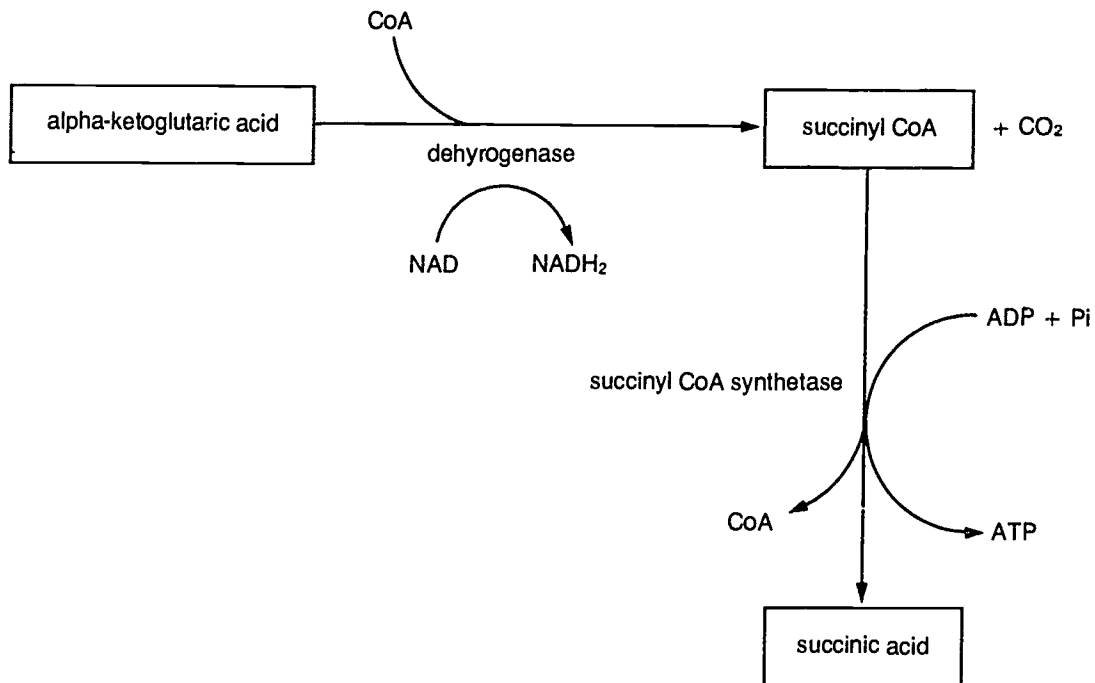 CoA
alpha-ketoglutaric acid
succinyl CoA
+ CO₂
dehyrogenase
NAD
NADH₂
ADP + Pi
succinyl CoA synthetase
CoA
ATP
succinic acid